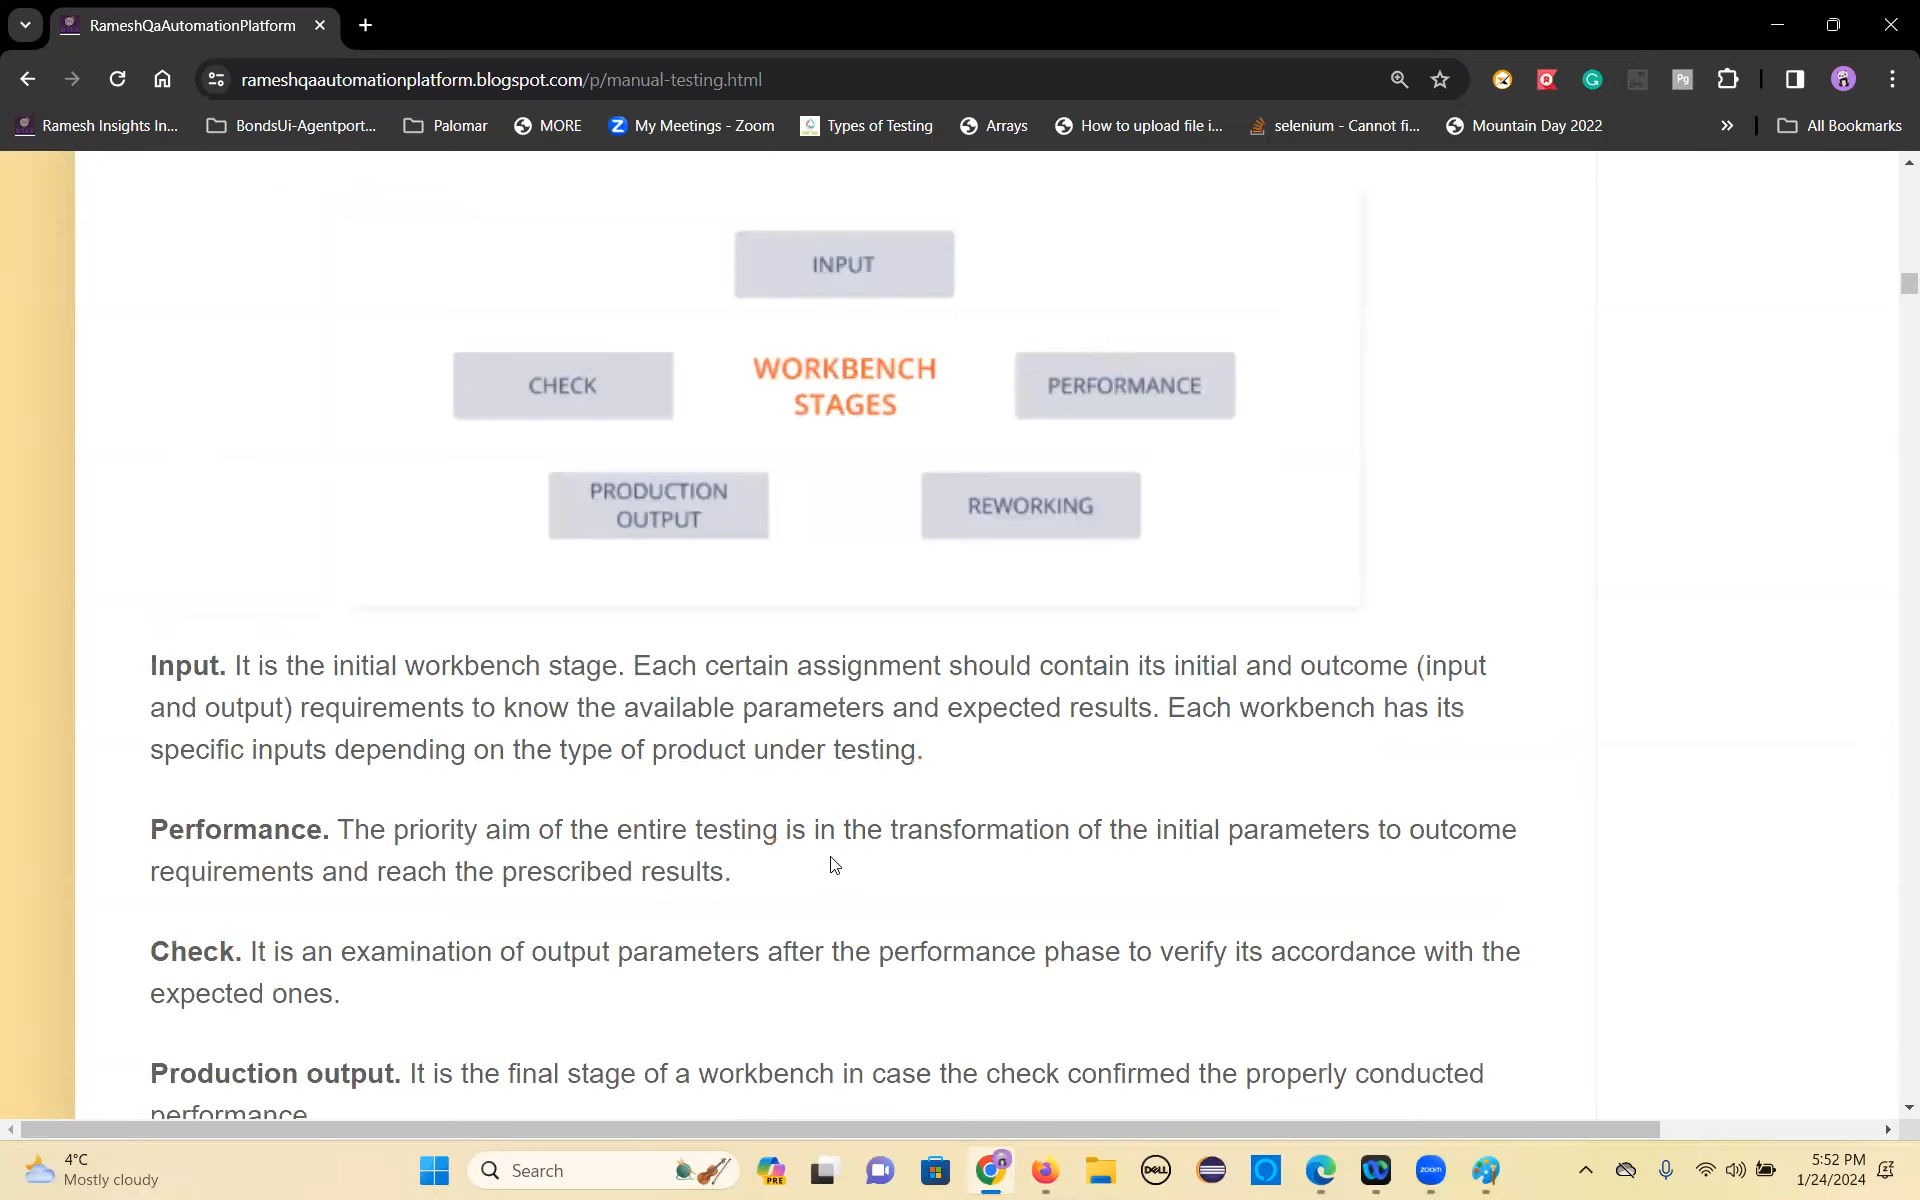 RameshQaAutomationPlatform
rameshqaautomationplatform.blogspot.com/p/manual-testing.html
Pg
Ramesh Insights In... BondsUi-Agentport... Palomar MORE My Meetings - Zoom Types of Testing Arrays How to upload file i... selenium - Cannot fi... Mountain Day 2022 » All Bookmarks
INPUT
CHECK
WORKBENCH
STAGES
PERFORMANCE
PRODUCTION
OUTPUT
REWORKING
Input. It is the initial workbench stage. Each certain assignment should contain its initial and outcome (input
and output) requirements to know the available parameters and expected results. Each workbench has its
specific inputs depending on the type of product under testing.
Performance. The priority aim of the entire testing is in the transformation of the initial parameters to outcome
requirements and reach the prescribed results.
Check. It is an examination of output parameters after the performance phase to verify its accordance with the
expected ones.
Production output. It is the final stage of a workbench in case the check confirmed the properly conducted
performance.
4°C
Mostly cloudy
Search
PRE
DELL
zoom
5:52 PM
1/24/2024